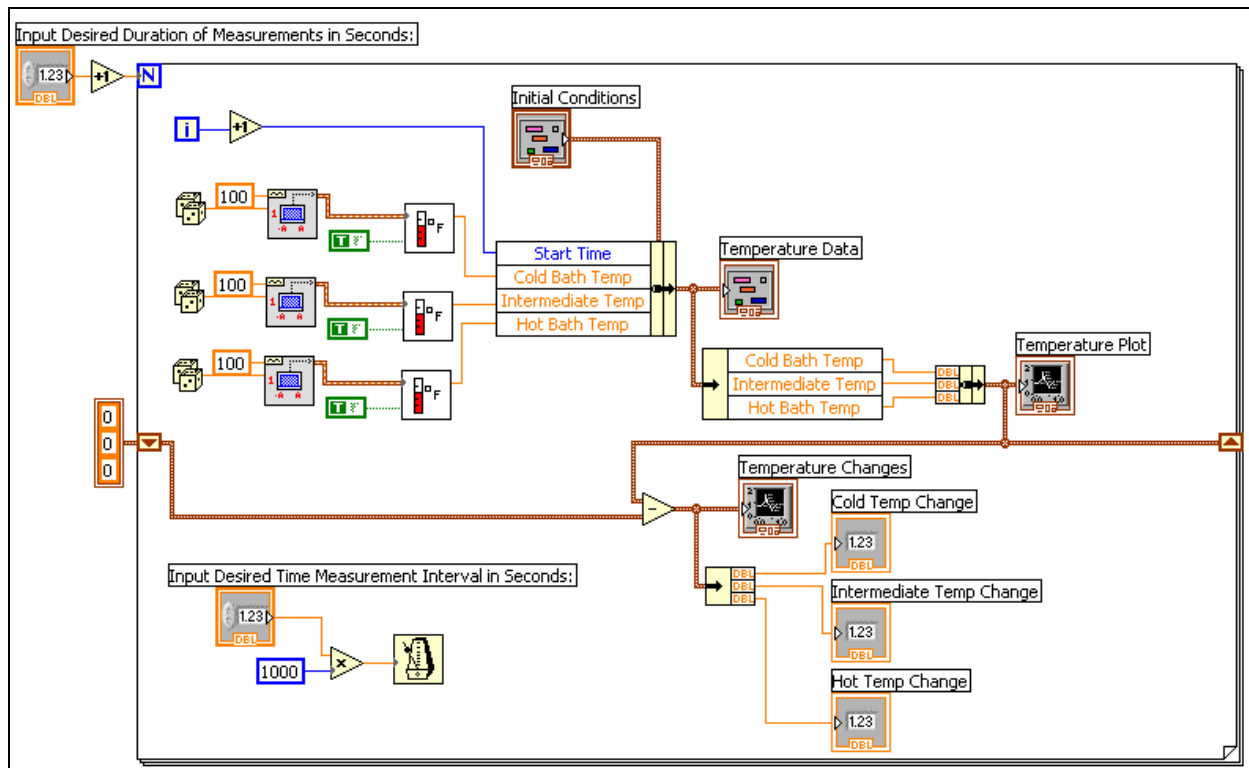 Input Desired Duration of Measurements in Seconds:
1.23
DBL
+1
N
i
+1
Initial Conditions
100
1
-A A
T F
°F
100
1
-A A
T F
°F
100
1
-A A
T F
°F
Start Time
Cold Bath Temp
Intermediate Temp
Hot Bath Temp
Temperature Data
Cold Bath Temp
Intermediate Temp
Hot Bath Temp
DBL
DBL
DBL
Temperature Plot
0
0
0
-
Temperature Changes
DBL
DBL
DBL
Cold Temp Change
1.23
DBL
Intermediate Temp Change
1.23
DBL
Hot Temp Change
1.23
DBL
Input Desired Time Measurement Interval in Seconds:
1.23
DBL
1000
x